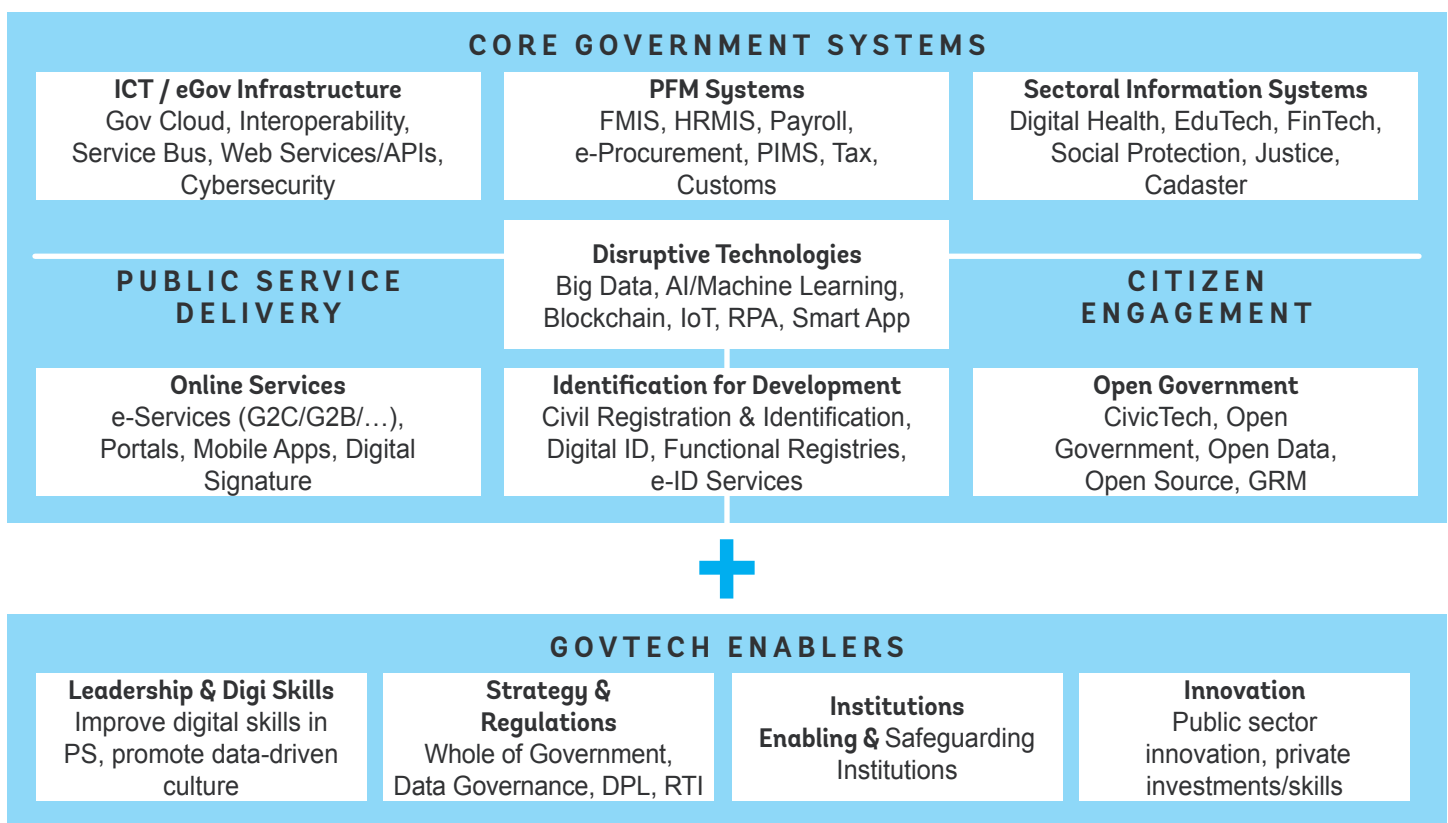 CORE GOVERNMENT SYSTEMS
ICT / eGov Infrastructure
Gov Cloud, Interoperability,
Service Bus, Web Services/APIs,
Cybersecurity
PFM Systems
FMIS, HRMIS, Payroll,
e-Procurement, PIMS, Tax,
Customs
Sectoral Information Systems
Digital Health, EduTech, FinTech,
Social Protection, Justice,
Cadaster
Disruptive Technologies
Big Data, AI/Machine Learning,
Blockchain, IoT, RPA, Smart App
PUBLIC SERVICE
DELIVERY
CITIZEN
ENGAGEMENT
Online Services
e-Services (G2C/G2B/…),
Portals, Mobile Apps, Digital
Signature
Identification for Development
Civil Registration & Identification,
Digital ID, Functional Registries,
e-ID Services
Open Government
CivicTech, Open
Government, Open Data,
Open Source, GRM
+
GOVTECH ENABLERS
Leadership & Digi Skills
Improve digital skills in
PS, promote data-driven
culture
Strategy &
Regulations
Whole of Government,
Data Governance, DPL, RTI
Institutions
Enabling & Safeguarding
Institutions
Innovation
Public sector
innovation, private
investments/skills